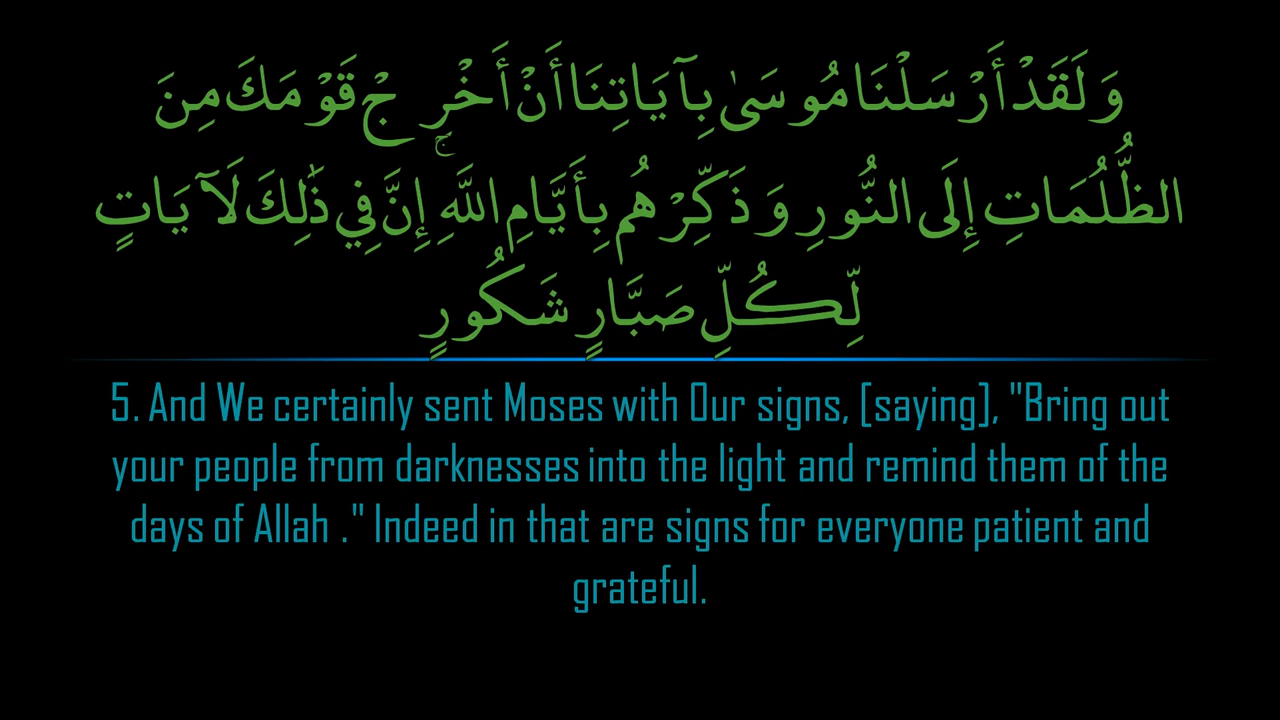 وَلَقَدْ أَرْسَلْنَا مُوسَىٰ بِآيَاتِنَا أَنْ أَخْرِجْ قَوْمَكَ مِنَ
الظُّلُمَاتِ إِلَى النُّورِ وَذَكِّرْهُم بِأَيَّامِ اللَّهِ ۚ إِنَّ فِي ذَٰلِكَ لَآيَاتٍ
لِّكُلِّ صَبَّارٍ شَكُورٍ
5. And We certainly sent Moses with Our signs, [saying], "Bring out
your people from darknesses into the light and remind them of the
days of Allah ." Indeed in that are signs for everyone patient and
grateful.